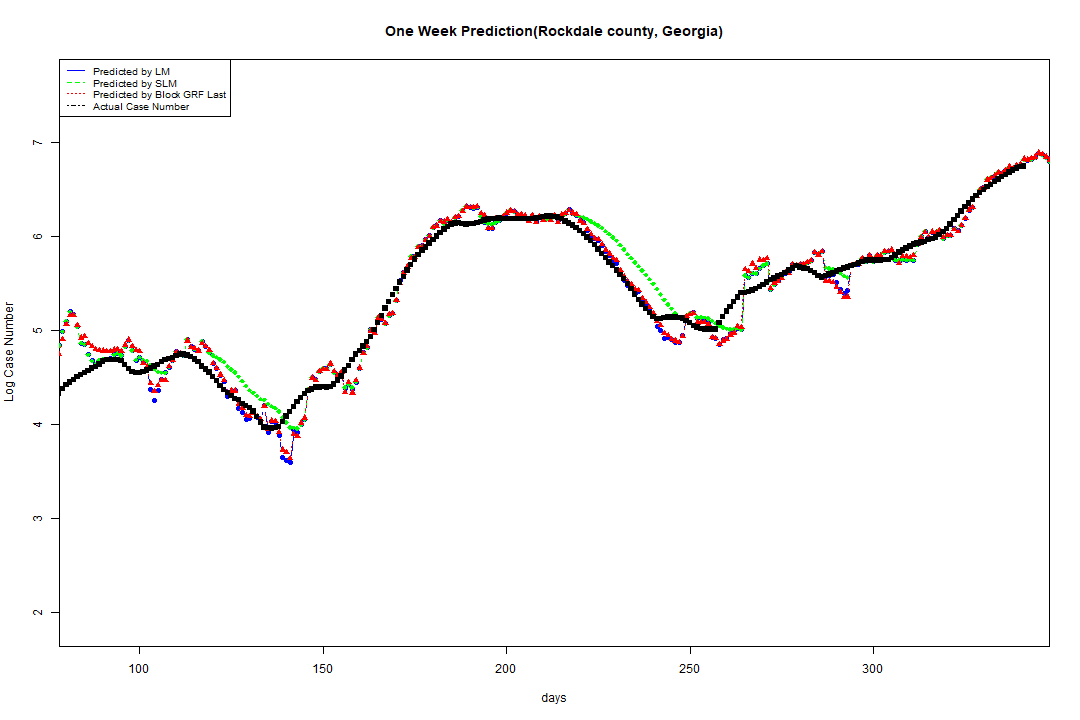 One Week Prediction(Rockdale county, Georgia)
Predicted by LM
Predicted by SLM
Predicted by Block GRF Last
Actual Case Number
Log Case Number
7
6
5
4
3
2
100 150 200 250 300
days